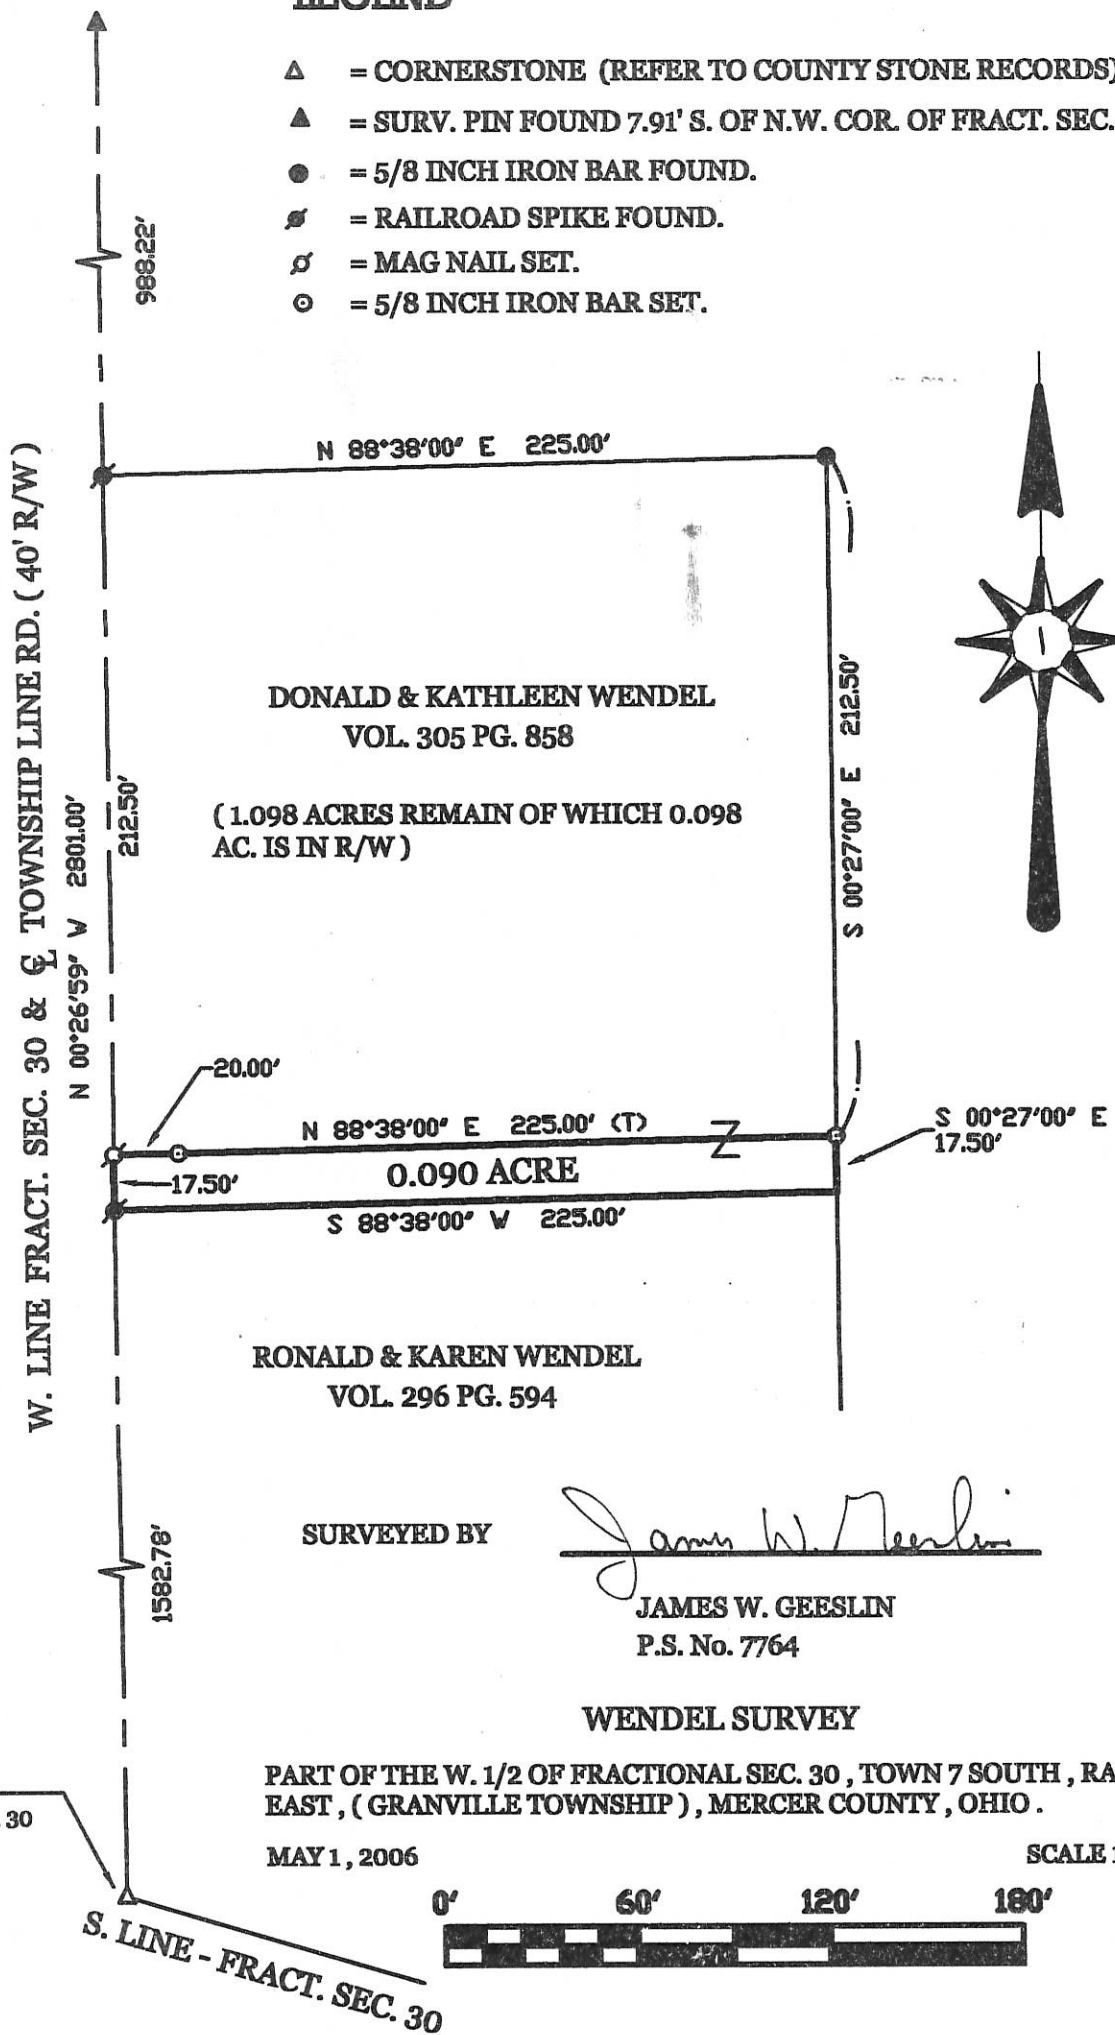 LEGEND
= CORNERSTONE (REFER TO COUNTY STONE RECORDS)
= SURV. PIN FOUND 7.91' S. OF N.W. COR. OF FRACT. SEC.
= 5/8 INCH IRON BAR FOUND.
= RAILROAD SPIKE FOUND.
= MAG NAIL SET.
= 5/8 INCH IRON BAR SET.
988.22'
N 88°38'00" E 225.00'
W. LINE FRACT. SEC. 30 & ℄ TOWNSHIP LINE RD. (40' R/W)
N 00°26'59" W 2801.00'
212.50'
DONALD & KATHLEEN WENDEL
VOL. 305 PG. 858
(1.098 ACRES REMAIN OF WHICH 0.098
AC. IS IN R/W)
S 00°27'00" E 212.50'
20.00'
N 88°38'00" E 225.00' (T)
S 00°27'00" E
17.50'
17.50'
0.090 ACRE
S 88°38'00" W 225.00'
RONALD & KAREN WENDEL
VOL. 296 PG. 594
1582.78'
SURVEYED BY
James W. Geeslin
JAMES W. GEESLIN
P.S. No. 7764
WENDEL SURVEY
PART OF THE W. 1/2 OF FRACTIONAL SEC. 30, TOWN 7 SOUTH, RA
EAST, (GRANVILLE TOWNSHIP), MERCER COUNTY, OHIO.
30
MAY 1, 2006
SCALE 1
0' 60' 120' 180'
S. LINE - FRACT. SEC. 30